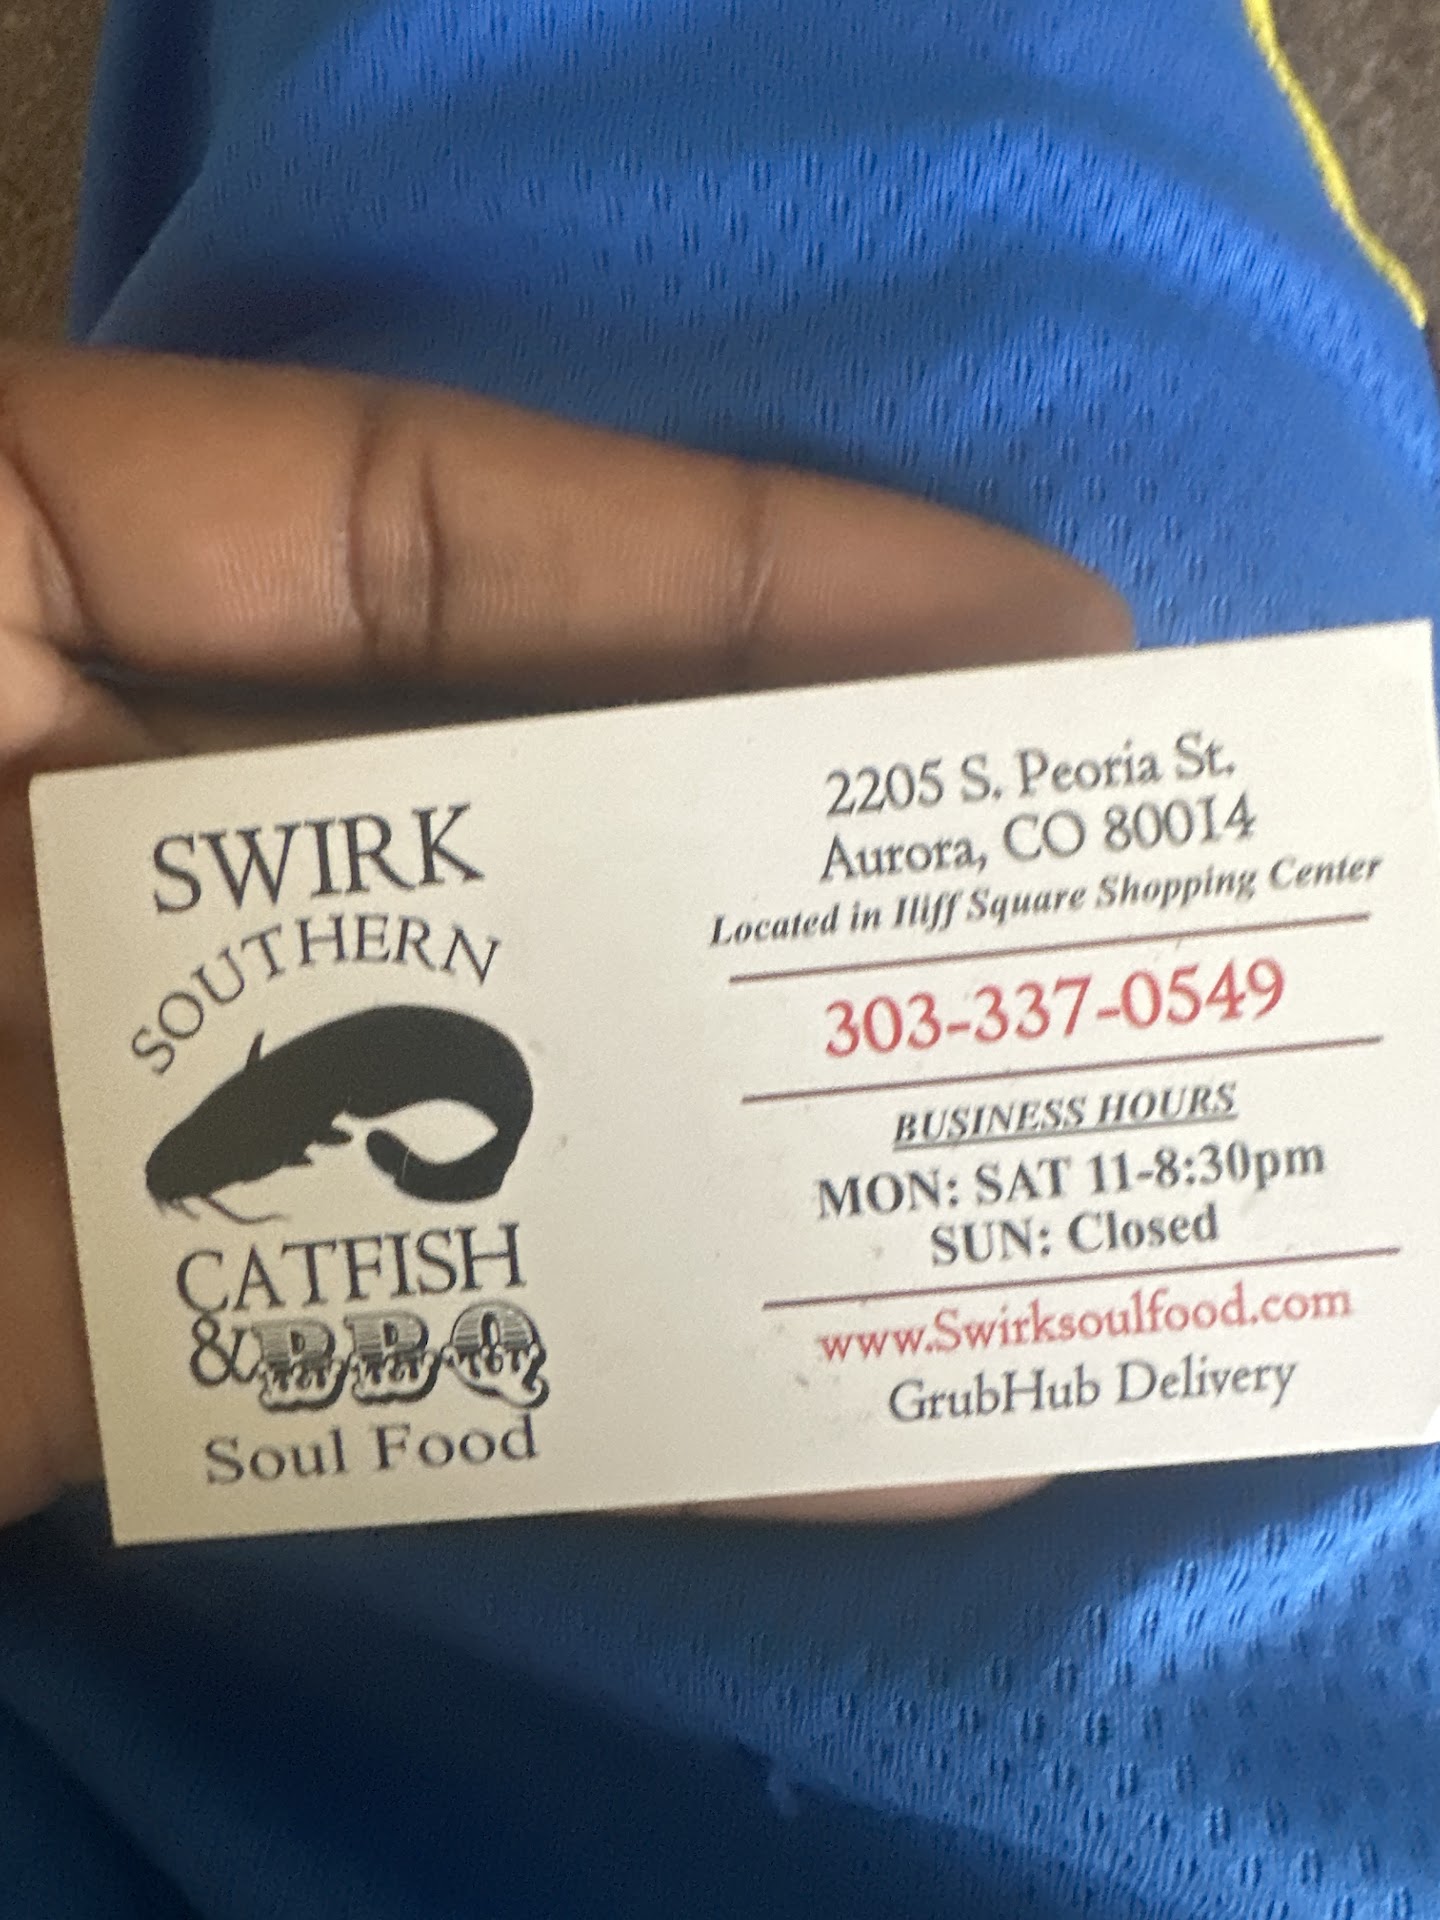 SWIRK
SOUTHERN
CATFISH
&BBQ
Soul Food
2205 S. Peoria St.
Aurora, CO 80014
Located in Iliff Square Shopping Center
303-337-0549
BUSINESS HOURS
MON: SAT 11-8:30pm
SUN: Closed
www.Swirksoulfood.com
GrubHub Delivery